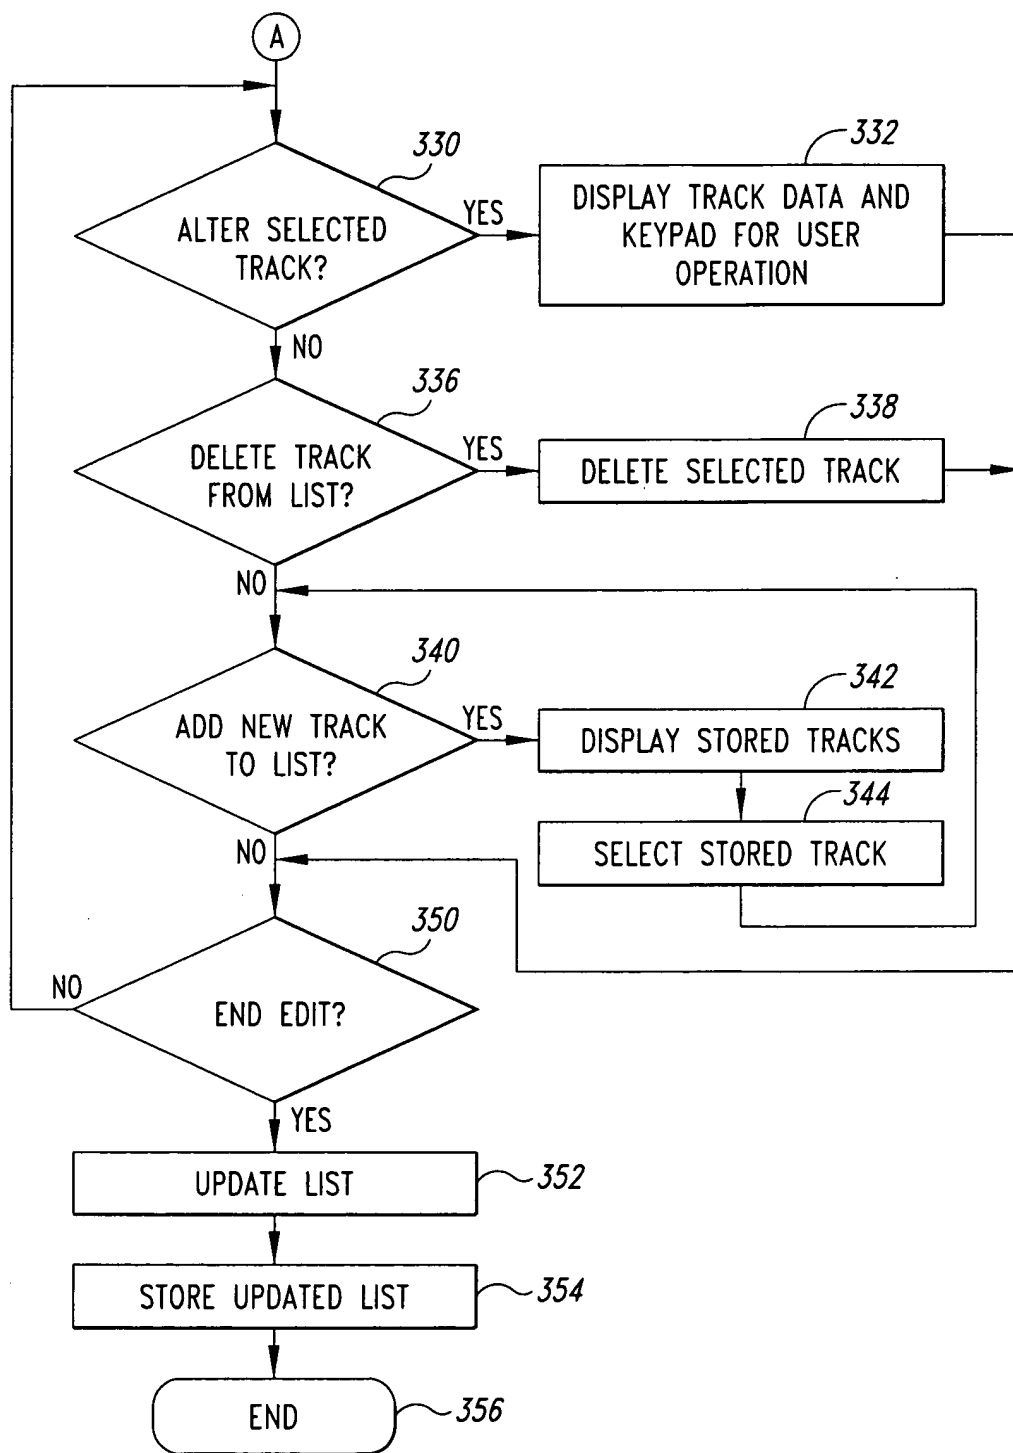 A
330
ALTER SELECTED
TRACK?
YES
332
DISPLAY TRACK DATA AND
KEYPAD FOR USER
OPERATION
NO
336
DELETE TRACK
FROM LIST?
YES
338
DELETE SELECTED TRACK
NO
340
ADD NEW TRACK
TO LIST?
YES
342
DISPLAY STORED TRACKS
344
SELECT STORED TRACK
NO
350
END EDIT?
NO
YES
UPDATE LIST
352
STORE UPDATED LIST
354
END
356